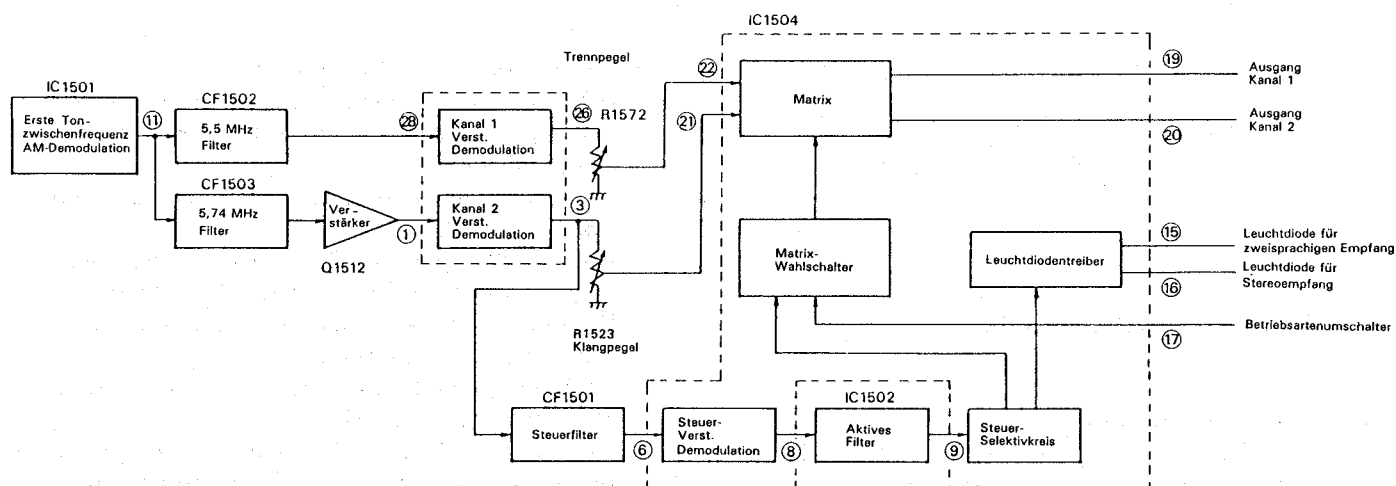 IC1504
Trennpegel
IC1501
Erste Ton-
zwischenfrequenz
AM-Demodulation
⑪
CF1502
5,5 MHz
Filter
㉘
Kanal 1
Verst.
Demodulation
㉖
R1572
㉒
㉑
Matrix
⑲
Ausgang
Kanal 1
⑳
Ausgang
Kanal 2
CF1503
5,74 MHz
Filter
Ver-
stärker
Q1512
①
Kanal 2
Verst.
Demodulation
③
R1523
Klangpegel
Matrix-
Wahlschalter
Leuchtdiodentreiber
⑮
Leuchtdiode für
zweisprachigen Empfang
⑯
Leuchtdiode für
Stereoempfang
⑰
Betriebsartenumschalter
CF1501
Steuerfilter
⑥
Steuer-
Verst.
Demodulation
⑧
IC1502
Aktives
Filter
⑨
Steuer-
Selektivkreis